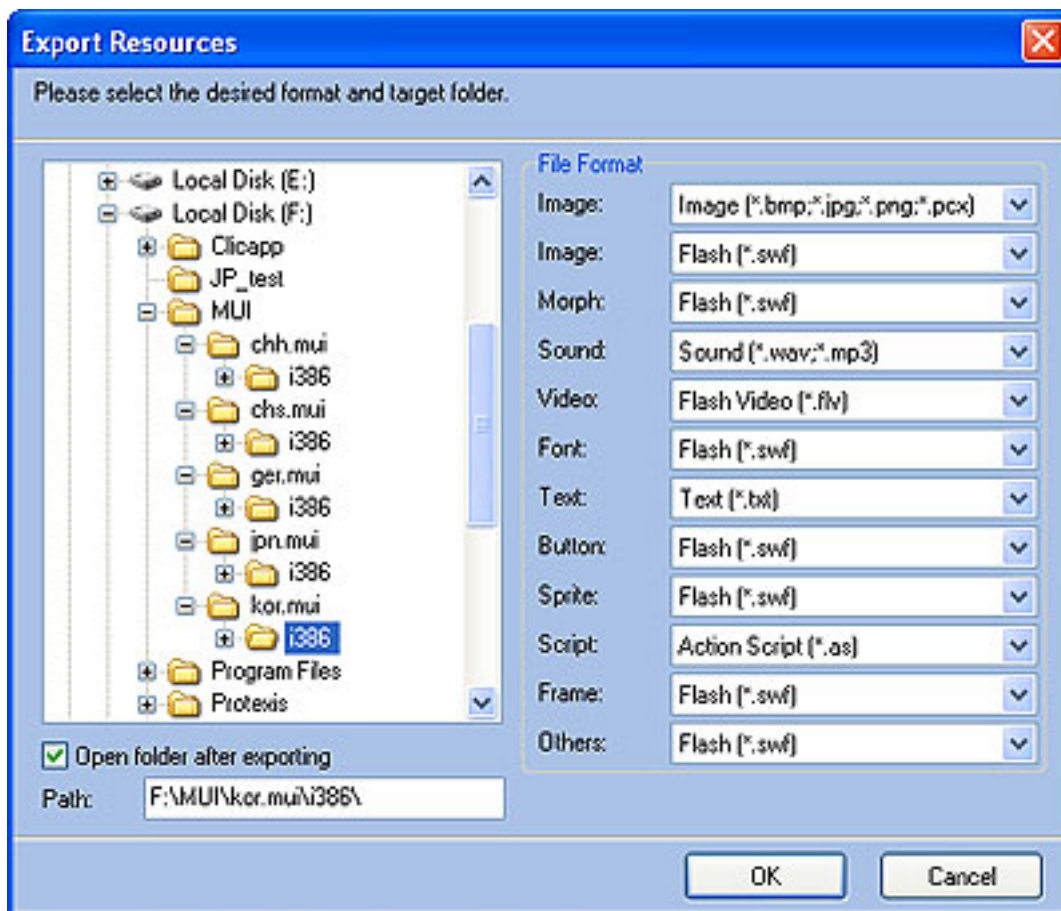 Export Resources
Please select the desired format and target folder.
Local Disk (E:)
Local Disk (F:)
Clicapp
JP_test
MUI
chh.mui
i386
chs.mui
i386
ger.mui
i386
jpn.mui
i386
kor.mui
i386
Program Files
Protexis
Open folder after exporting
Path: F:\MUI\kor.mui\i386\
File Format
Image: Image (*.bmp;*.jpg;*.png;*.pcx)
Image: Flash (*.swf)
Morph: Flash (*.swf)
Sound: Sound (*.wav;*.mp3)
Video: Flash Video (*.flv)
Font: Flash (*.swf)
Text: Text (*.txt)
Button: Flash (*.swf)
Sprite: Flash (*.swf)
Script: Action Script (*.as)
Frame: Flash (*.swf)
Others: Flash (*.swf)
OK Cancel